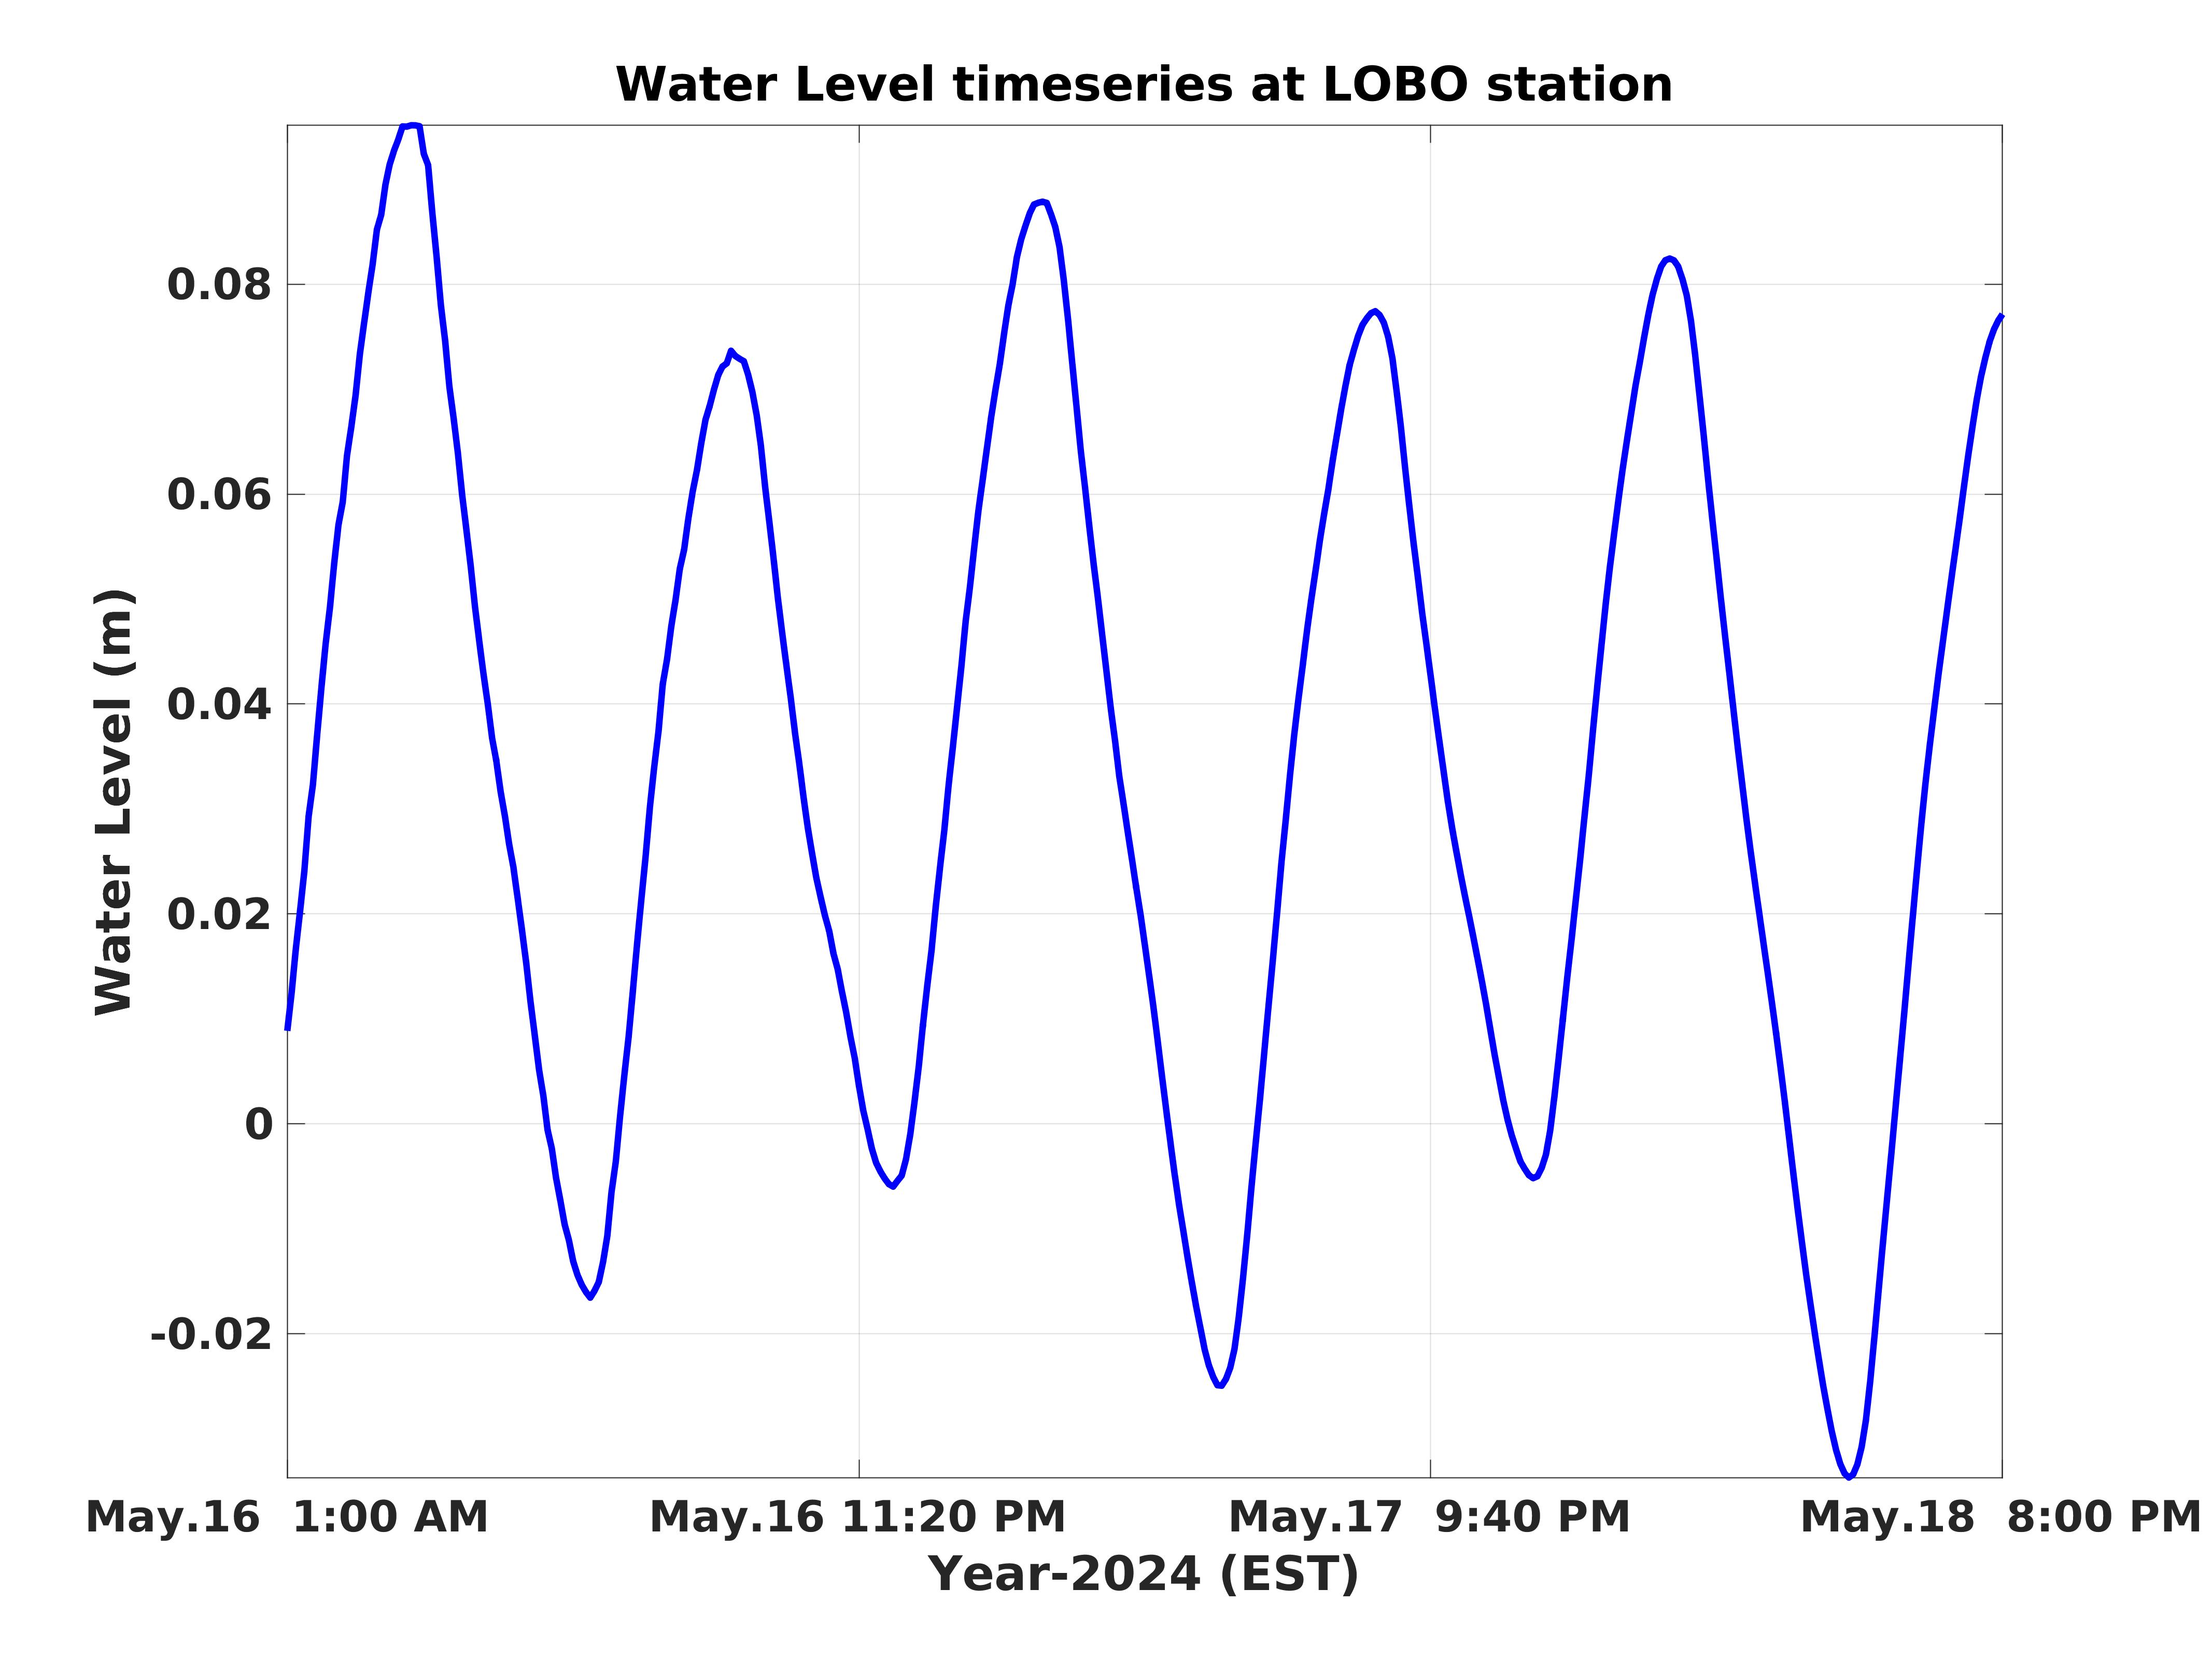 Water Level timeseries at LOBO station
0.08
0.06
0.04
0.02
0
-0.02
Water Level (m)
May.16 1:00 AM
May.16 11:20 PM
May.17 9:40 PM
May.18 8:00 PM
Year-2024 (EST)